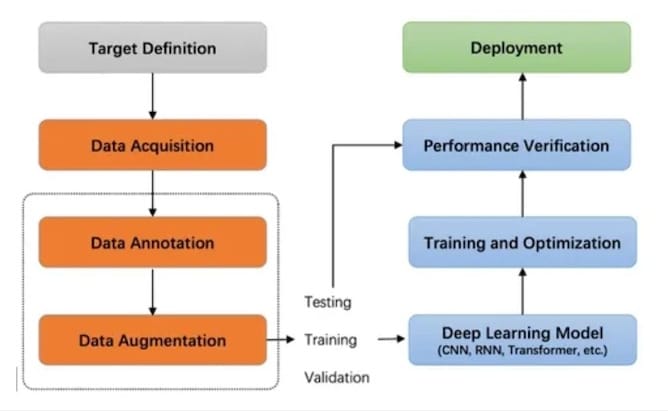 Target Definition
Data Acquisition
Data Annotation
Data Augmentation
Testing
Training
Validation
Deployment
Performance Verification
Training and Optimization
Deep Learning Model
(CNN, RNN, Transformer, etc.)